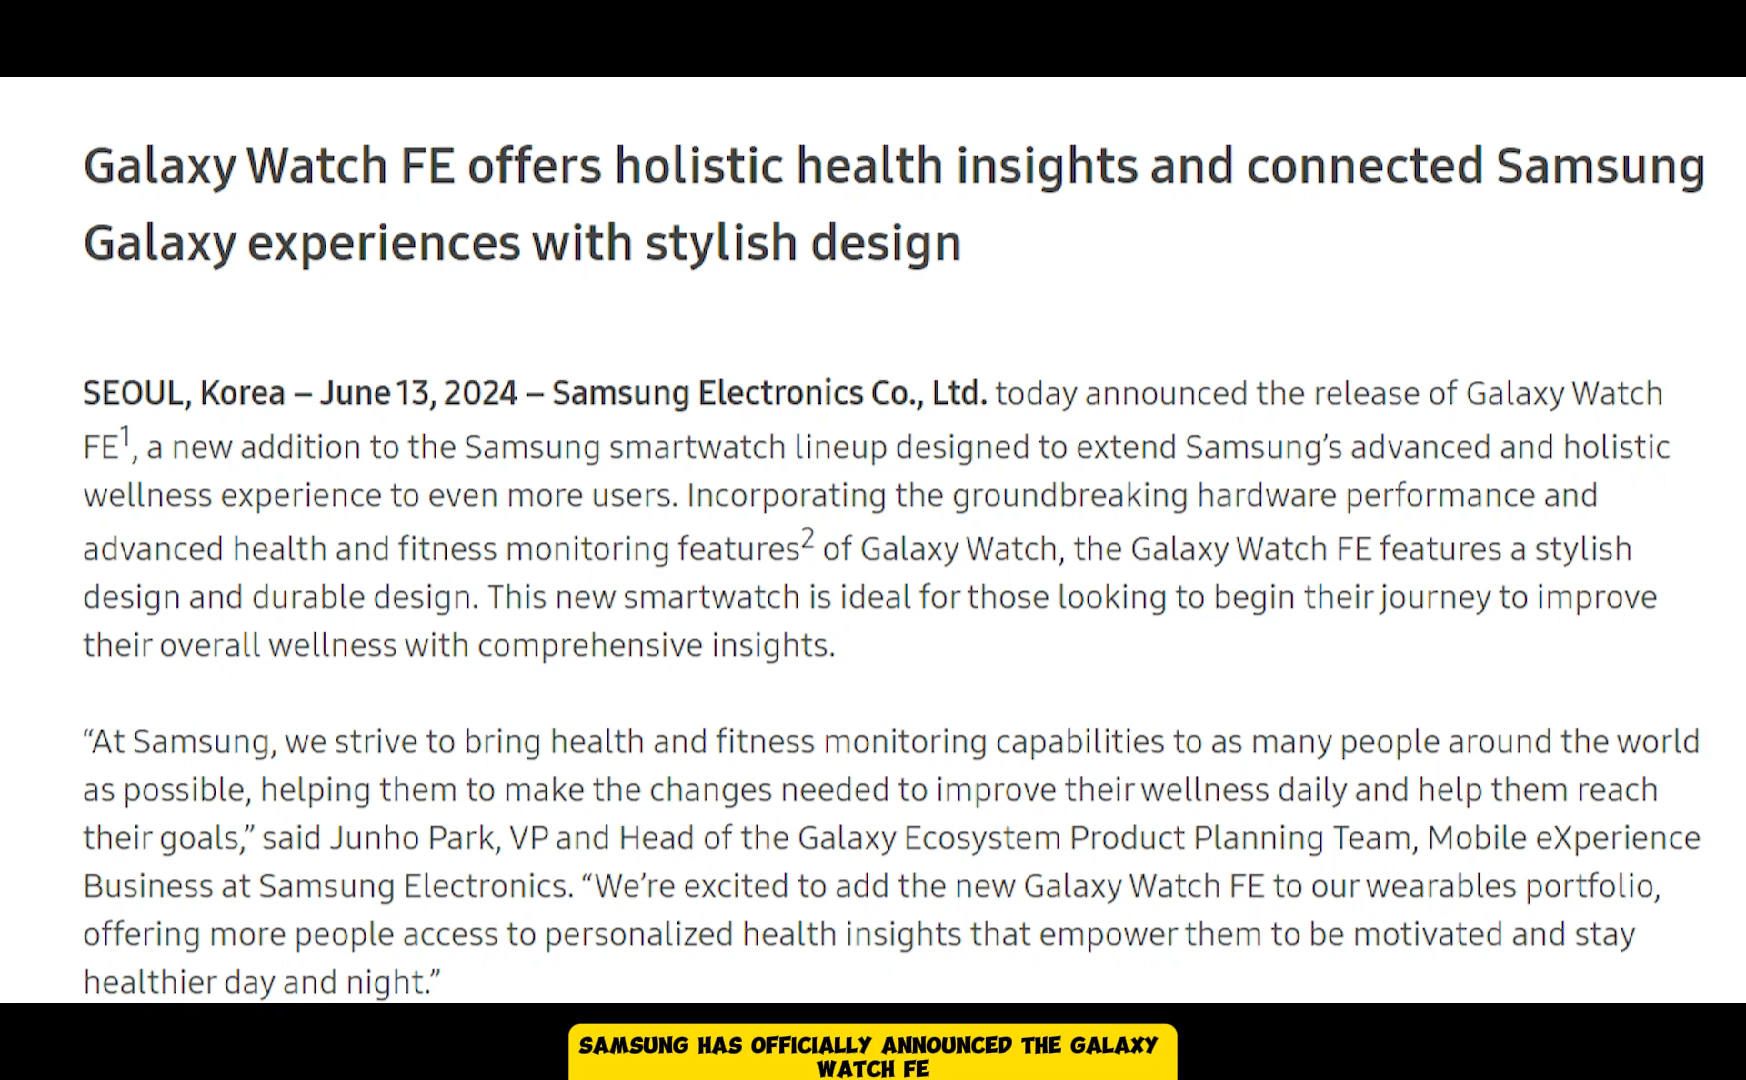 Galaxy Watch FE offers holistic health insights and connected Samsung
Galaxy experiences with stylish design
SEOUL, Korea – June 13, 2024 – Samsung Electronics Co., Ltd. today announced the release of Galaxy Watch
FE1, a new addition to the Samsung smartwatch lineup designed to extend Samsung’s advanced and holistic
wellness experience to even more users. Incorporating the groundbreaking hardware performance and
advanced health and fitness monitoring features2 of Galaxy Watch, the Galaxy Watch FE features a stylish
design and durable design. This new smartwatch is ideal for those looking to begin their journey to improve
their overall wellness with comprehensive insights.
“At Samsung, we strive to bring health and fitness monitoring capabilities to as many people around the world
as possible, helping them to make the changes needed to improve their wellness daily and help them reach
their goals,” said Junho Park, VP and Head of the Galaxy Ecosystem Product Planning Team, Mobile eXperience
Business at Samsung Electronics. “We’re excited to add the new Galaxy Watch FE to our wearables portfolio,
offering more people access to personalized health insights that empower them to be motivated and stay
healthier day and night.”
SAMSUNG HAS OFFICIALLY ANNOUNCED THE GALAXY
WATCH FE